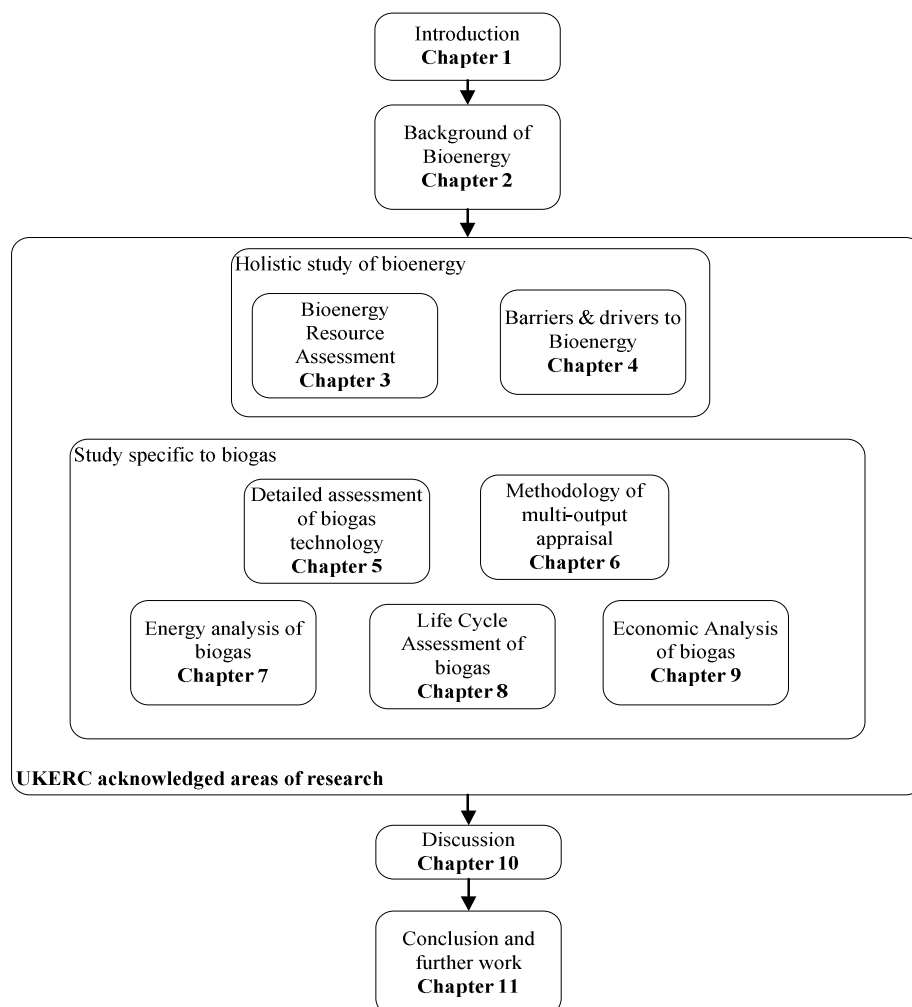 Introduction
Chapter 1
Background of
Bioenergy
Chapter 2
Holistic study of bioenergy
Bioenergy
Resource
Assessment
Chapter 3
Barriers & drivers to
Bioenergy
Chapter 4
Study specific to biogas
Detailed assessment
of biogas
technology
Chapter 5
Methodology of
multi-output
appraisal
Chapter 6
Energy analysis of
biogas
Chapter 7
Life Cycle
Assessment of
biogas
Chapter 8
Economic Analysis
of biogas
Chapter 9
UKERC acknowledged areas of research
Discussion
Chapter 10
Conclusion and
further work
Chapter 11